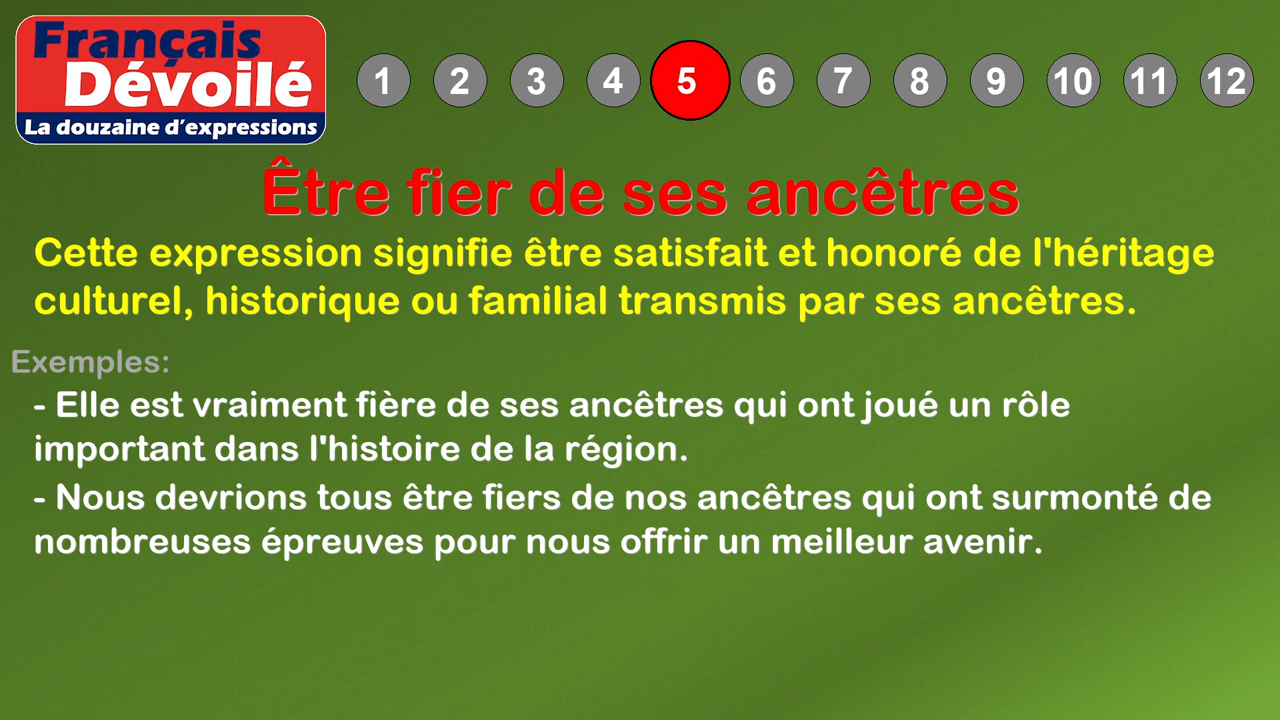 Français
Dévoilé
La douzaine d'expressions
1 2 3 4 5 6 7 8 9 10 11 12
Être fier de ses ancêtres
Cette expression signifie être satisfait et honoré de l'héritage
culturel, historique ou familial transmis par ses ancêtres.
Exemples:
- Elle est vraiment fière de ses ancêtres qui ont joué un rôle
important dans l'histoire de la région.
- Nous devrions tous être fiers de nos ancêtres qui ont surmonté de
nombreuses épreuves pour nous offrir un meilleur avenir.